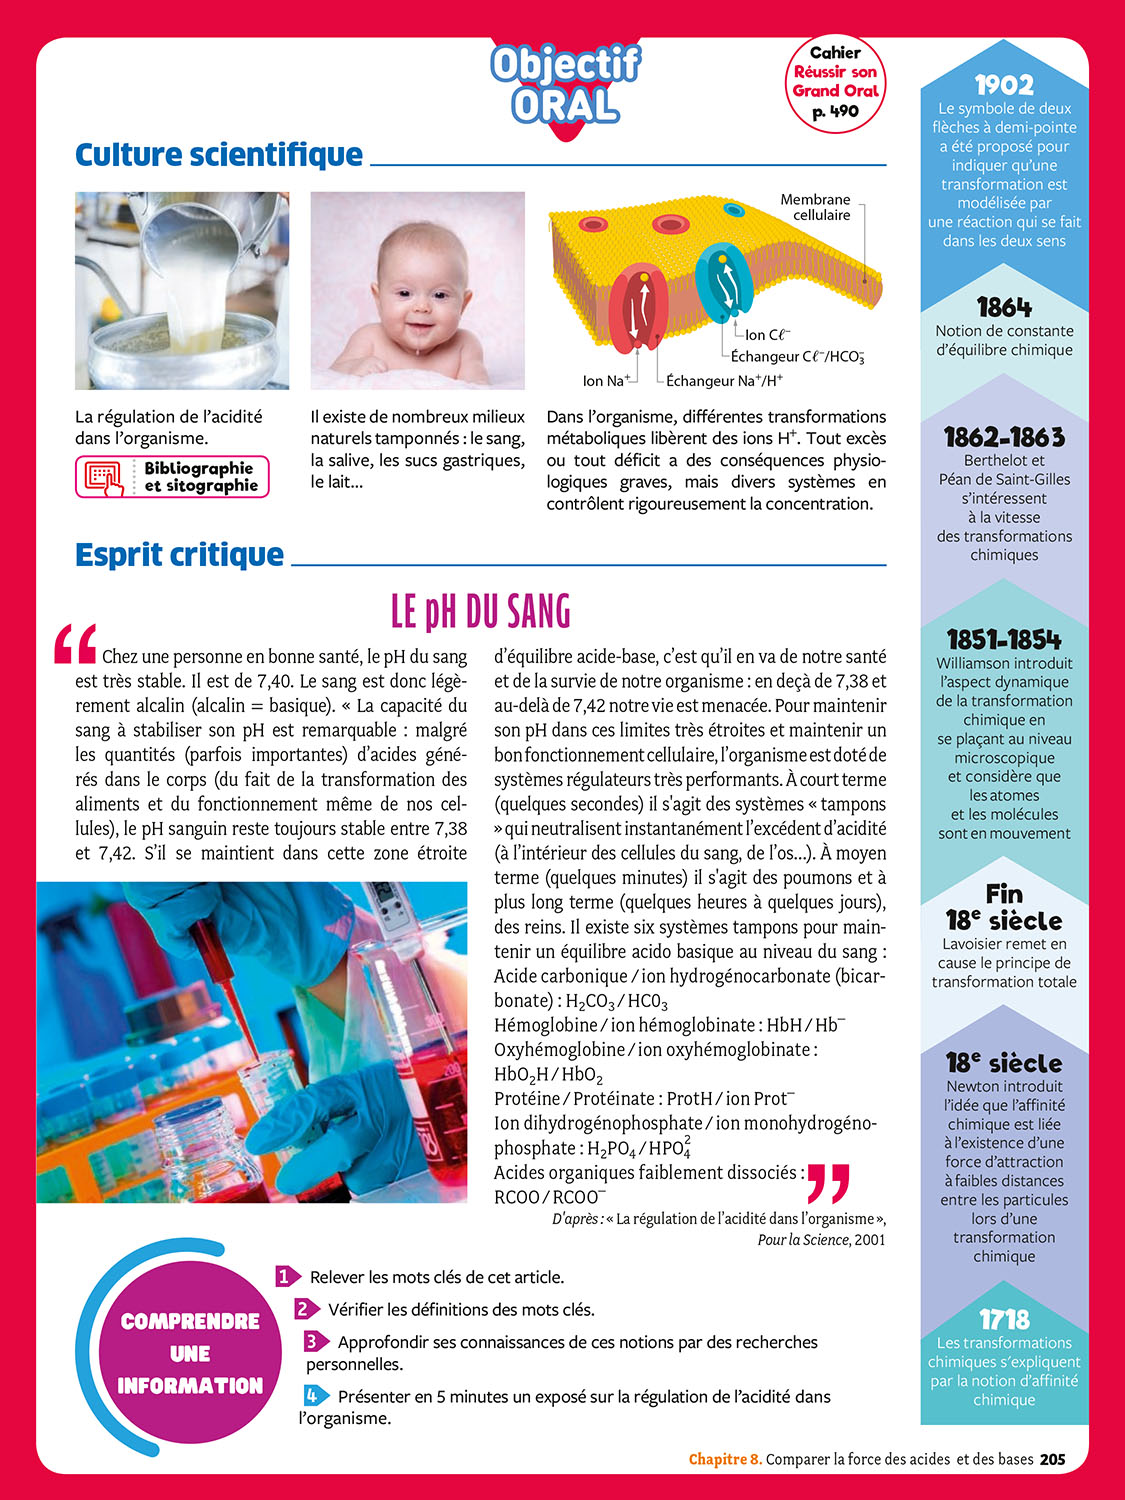 Objectif
ORAL
Cahier
Réussir son
Grand Oral
p. 490
Culture scientifique
Membrane
cellulaire
Ion Cℓ⁻
Échangeur Cℓ⁻/HCO₃⁻
Ion Na⁺
Échangeur Na⁺/H⁺
La régulation de l'acidité
dans l'organisme.
Bibliographie
et sitographie
Il existe de nombreux milieux
naturels tamponnés : le sang,
la salive, les sucs gastriques,
le lait...
Dans l'organisme, différentes transformations
métaboliques libèrent des ions H⁺. Tout excès
ou tout déficit a des conséquences physio-
logiques graves, mais divers systèmes en
contrôlent rigoureusement la concentration.
Esprit critique
LE pH DU SANG
“ Chez une personne en bonne santé, le pH du sang
est très stable. Il est de 7,40. Le sang est donc légè-
rement alcalin (alcalin = basique). « La capacité du
sang à stabiliser son pH est remarquable : malgré
les quantités (parfois importantes) d'acides géné-
rés dans le corps (du fait de la transformation des
aliments et du fonctionnement même de nos cel-
lules), le pH sanguin reste toujours stable entre 7,38
et 7,42. S'il se maintient dans cette zone étroite
d'équilibre acide-base, c'est qu'il en va de notre santé
et de la survie de notre organisme : en deçà de 7,38 et
au-delà de 7,42 notre vie est menacée. Pour maintenir
son pH dans ces limites très étroites et maintenir un
bon fonctionnement cellulaire, l'organisme est doté de
systèmes régulateurs très performants. À court terme
(quelques secondes) il s'agit des systèmes « tampons
» qui neutralisent instantanément l'excédent d'acidité
(à l'intérieur des cellules du sang, de l'os...). À moyen
terme (quelques minutes) il s'agit des poumons et à
plus long terme (quelques heures à quelques jours),
des reins. Il existe six systèmes tampons pour main-
tenir un équilibre acido basique au niveau du sang :
Acide carbonique / ion hydrogénocarbonate (bicar-
bonate) : H₂CO₃ / HC0₃
Hémoglobine / ion hémoglobinate : HbH / Hb⁻
Oxyhémoglobine / ion oxyhémoglobinate :
HbO₂H / HbO₂
Protéine / Protéinate : ProtH / ion Prot⁻
Ion dihydrogénophosphate / ion monohydrogéno-
phosphate : H₂PO₄ / HPO₄²
Acides organiques faiblement dissociés :
RCOO / RCOO⁻ ”
D'après : « La régulation de l'acidité dans l'organisme »,
Pour la Science, 2001
COMPRENDRE
UNE
INFORMATION
1 Relever les mots clés de cet article.
2 Vérifier les définitions des mots clés.
3 Approfondir ses connaissances de ces notions par des recherches
personnelles.
4 Présenter en 5 minutes un exposé sur la régulation de l'acidité dans
l'organisme.
1902
Le symbole de deux
flèches à demi-pointe
a été proposé pour
indiquer qu'une
transformation est
modélisée par
une réaction qui se fait
dans les deux sens
1864
Notion de constante
d'équilibre chimique
1862-1863
Berthelot et
Péan de Saint-Gilles
s'intéressent
à la vitesse
des transformations
chimiques
1851-1854
Williamson introduit
l'aspect dynamique
de la transformation
chimique en
se plaçant au niveau
microscopique
et considère que
les atomes
et les molécules
sont en mouvement
Fin
18ᵉ siècle
Lavoisier remet en
cause le principe de
transformation totale
18ᵉ siècle
Newton introduit
l'idée que l'affinité
chimique est liée
à l'existence d'une
force d'attraction
à faibles distances
entre les particules
lors d'une
transformation
chimique
1718
Les transformations
chimiques s'expliquent
par la notion d'affinité
chimique
Chapitre 8. Comparer la force des acides et des bases 205